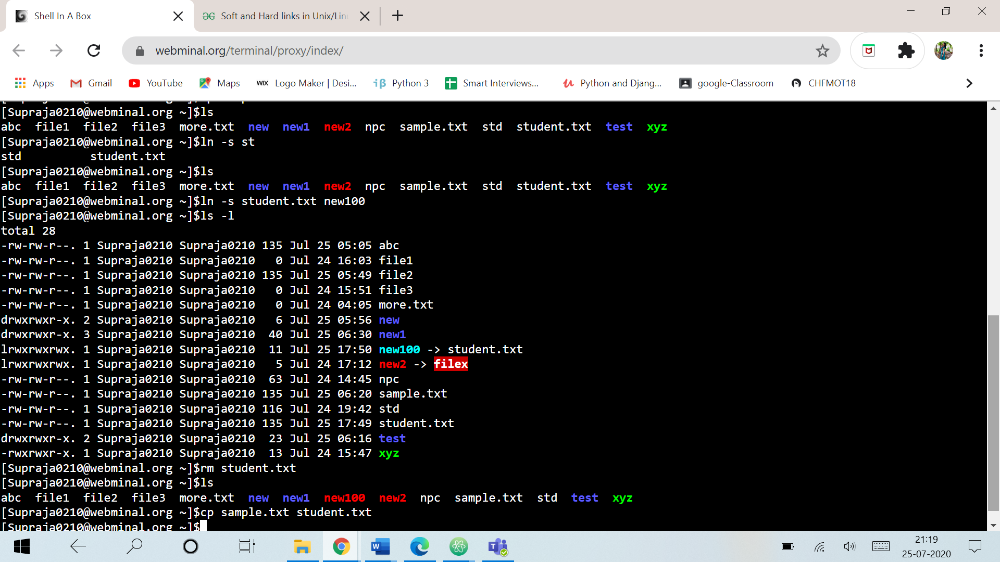 Shell In A Box
Soft and Hard links in Unix/Lin
webminal.org/terminal/proxy/index/
Apps Gmail YouTube Maps WIX Logo Maker | Desi... iβ Python 3 Smart Interviews... Python and Djang... google-Classroom CHFMOT18
[Supraja0210@webminal.org ~]$ls
abc  file1  file2  file3  more.txt  new  new1  new2  npc  sample.txt  std  student.txt  test  xyz
[Supraja0210@webminal.org ~]$ln -s st
std          student.txt
[Supraja0210@webminal.org ~]$ls
abc  file1  file2  file3  more.txt  new  new1  new2  npc  sample.txt  std  student.txt  test  xyz
[Supraja0210@webminal.org ~]$ln -s student.txt new100
[Supraja0210@webminal.org ~]$ls -l
total 28
-rw-rw-r--. 1 Supraja0210 Supraja0210 135 Jul 25 05:05 abc
-rw-rw-r--. 1 Supraja0210 Supraja0210   0 Jul 24 16:03 file1
-rw-rw-r--. 1 Supraja0210 Supraja0210 135 Jul 25 05:49 file2
-rw-rw-r--. 1 Supraja0210 Supraja0210   0 Jul 24 15:51 file3
-rw-rw-r--. 1 Supraja0210 Supraja0210   0 Jul 24 04:05 more.txt
drwxrwxr-x. 2 Supraja0210 Supraja0210   6 Jul 25 05:56 new
drwxrwxr-x. 3 Supraja0210 Supraja0210  40 Jul 25 06:30 new1
lrwxrwxrwx. 1 Supraja0210 Supraja0210  11 Jul 25 17:50 new100 -> student.txt
lrwxrwxrwx. 1 Supraja0210 Supraja0210   5 Jul 24 17:12 new2 -> filex
-rw-rw-r--. 1 Supraja0210 Supraja0210  63 Jul 24 14:45 npc
-rw-rw-r--. 1 Supraja0210 Supraja0210 135 Jul 25 06:20 sample.txt
-rw-rw-r--. 1 Supraja0210 Supraja0210 116 Jul 24 19:42 std
-rw-rw-r--. 1 Supraja0210 Supraja0210 135 Jul 25 17:49 student.txt
drwxrwxr-x. 2 Supraja0210 Supraja0210  23 Jul 25 06:16 test
-rwxrwxr-x. 1 Supraja0210 Supraja0210  13 Jul 24 15:47 xyz
[Supraja0210@webminal.org ~]$rm student.txt
[Supraja0210@webminal.org ~]$ls
abc  file1  file2  file3  more.txt  new  new1  new100  new2  npc  sample.txt  std  test  xyz
[Supraja0210@webminal.org ~]$cp sample.txt student.txt
[Supraja0210@webminal.org ~]$
21:19
25-07-2020